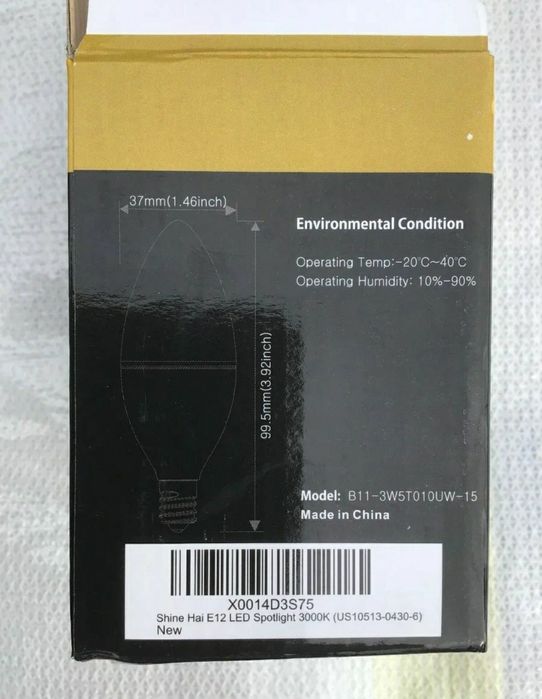 37mm(1.46inch)
Environmental Condition
Operating Temp:-20℃~40℃
Operating Humidity: 10%-90%
99.5mm(3.92inch)
Model: B11-3W5T010UW-15
Made in China
X0014D3S75
Shine Hai E12 LED Spotlight 3000K (US10513-0430-6)
New